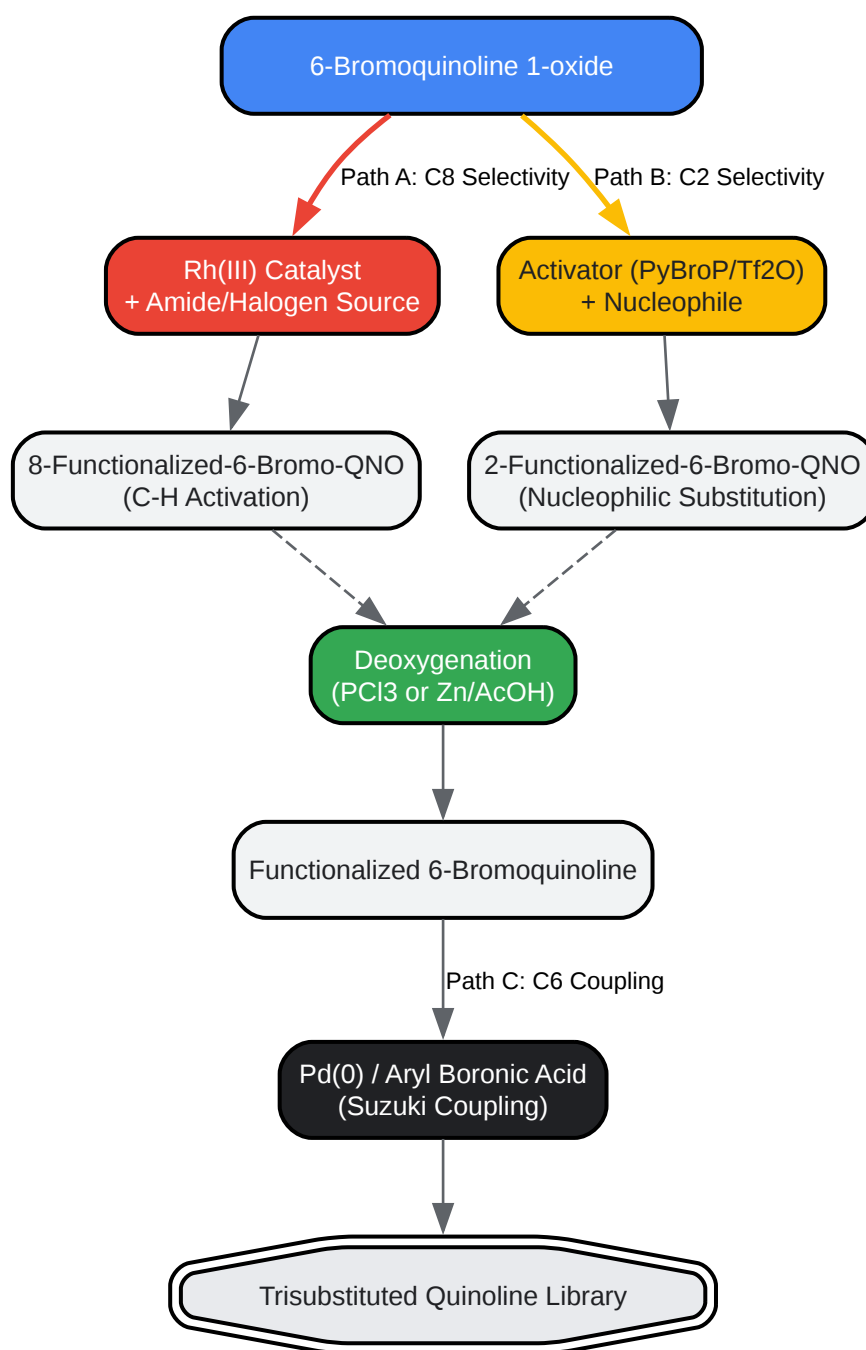 6-Bromoquinoline 1-oxide
Path A: C8 Selectivity
Path B: C2 Selectivity
Rh(III) Catalyst
+ Amide/Halogen Source
Activator (PyBroP/Tf2O)
+ Nucleophile
8-Functionalized-6-Bromo-QNO
(C-H Activation)
2-Functionalized-6-Bromo-QNO
(Nucleophilic Substitution)
Deoxygenation
(PCl3 or Zn/AcOH)
Functionalized 6-Bromoquinoline
Path C: C6 Coupling
Pd(0) / Aryl Boronic Acid
(Suzuki Coupling)
Trisubstituted Quinoline Library